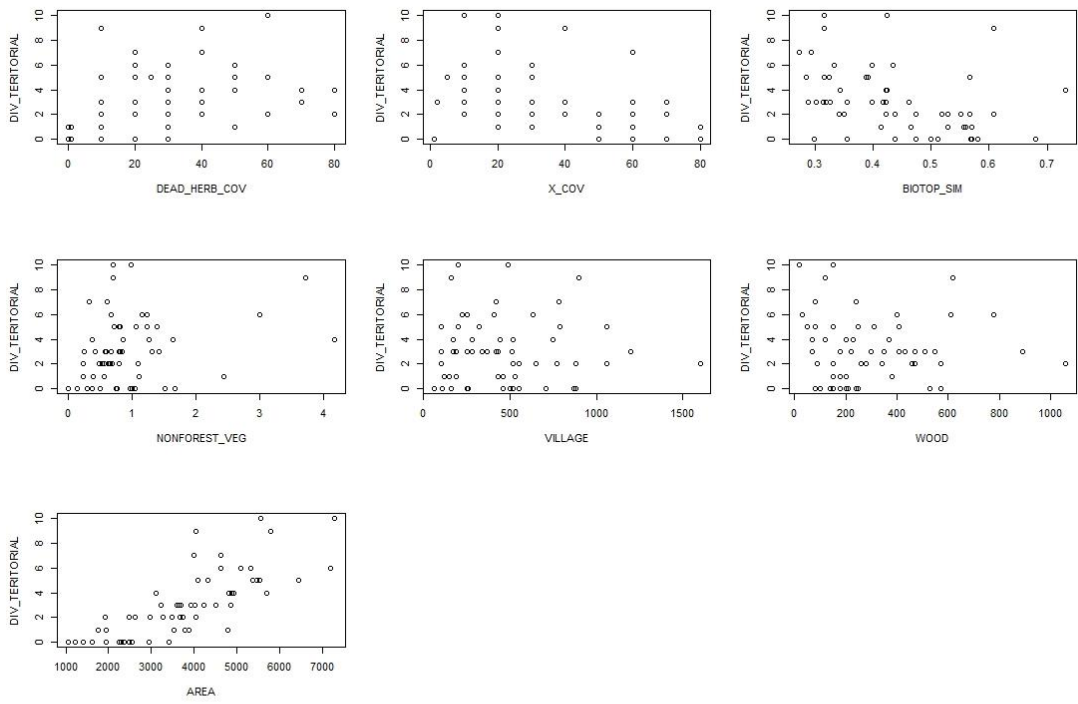 DIV_TERITORIAL
0 2 4 6 8 10
0 20 40 60 80
DEAD_HERB_COV
DIV_TERITORIAL
0 2 4 6 8 10
0 20 40 60 80
X_COV
DIV_TERITORIAL
0 2 4 6 8 10
0.3 0.4 0.5 0.6 0.7
BIOTOP_SIM
DIV_TERITORIAL
0 2 4 6 8 10
0 1 2 3 4
NONFOREST_VEG
DIV_TERITORIAL
0 2 4 6 8 10
0 500 1000 1500
VILLAGE
DIV_TERITORIAL
0 2 4 6 8 10
0 200 400 600 800 1000
WOOD
DIV_TERITORIAL
0 2 4 6 8 10
1000 2000 3000 4000 5000 6000 7000
AREA